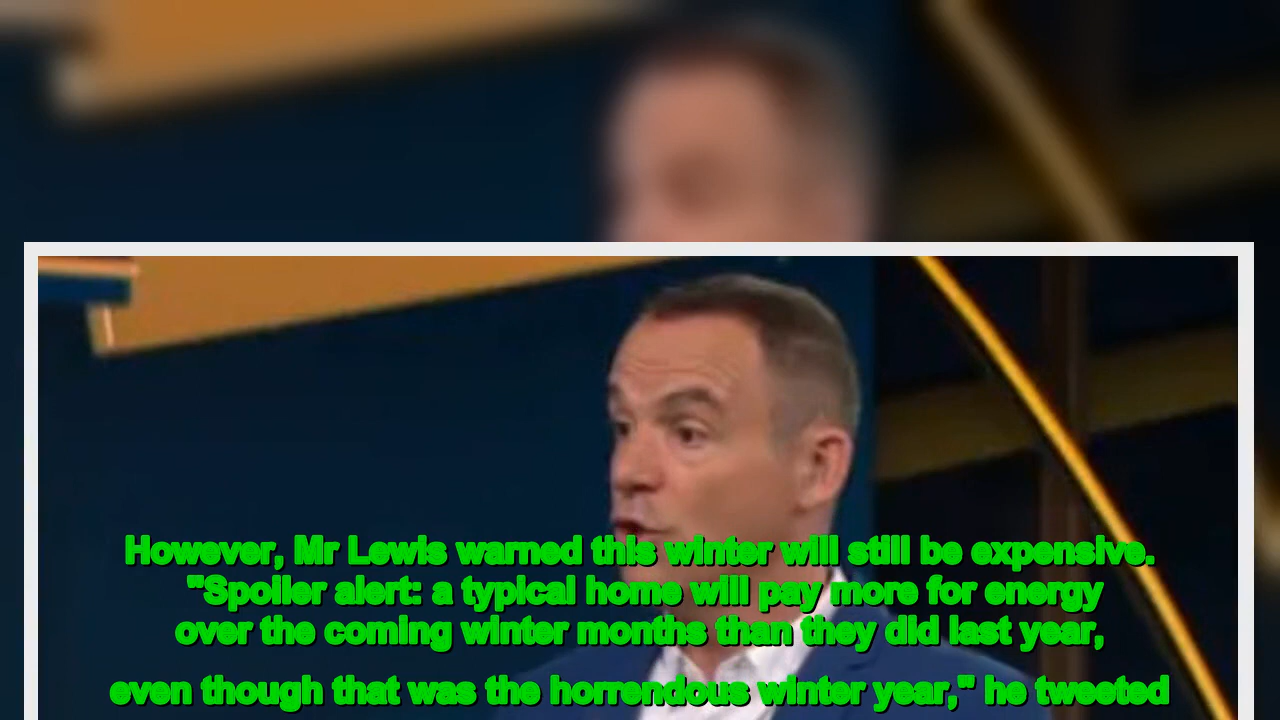 However, Mr Lewis warned this winter will still be expensive.
"Spoiler alert: a typical home will pay more for energy
over the coming winter months than they did last year,
even though that was the horrendous winter year," he tweeted